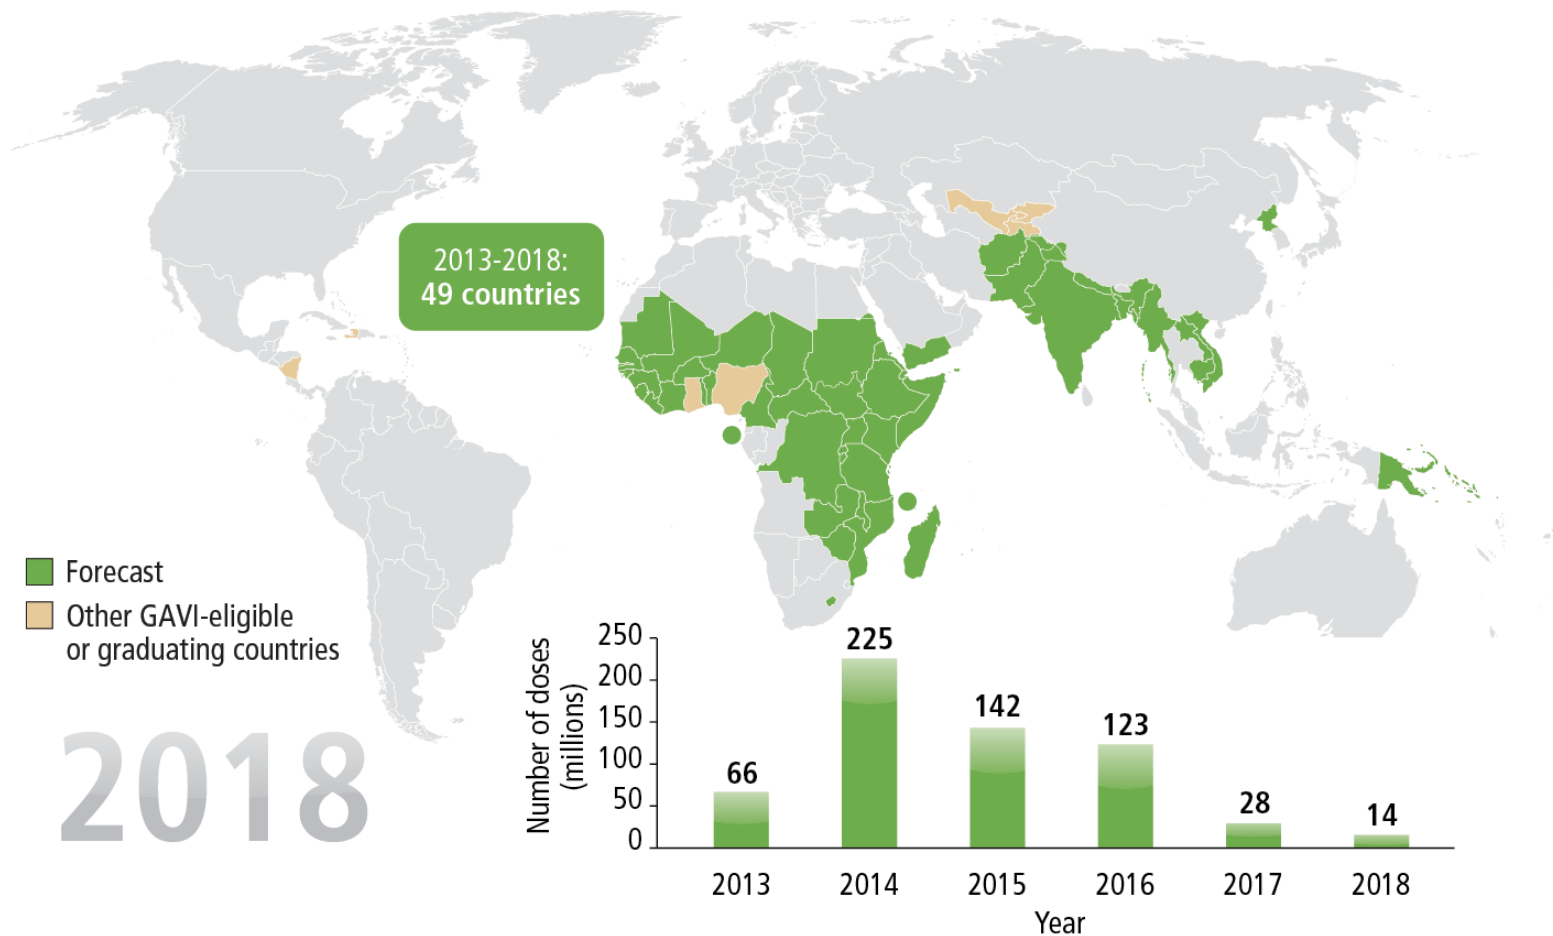 2013-2018:
49 countries
Forecast
Other GAVI-eligible
or graduating countries
2018
Number of doses
(millions)
250
200
150
100
50
0
66
225
142
123
28
14
2013
2014
2015
2016
2017
2018
Year